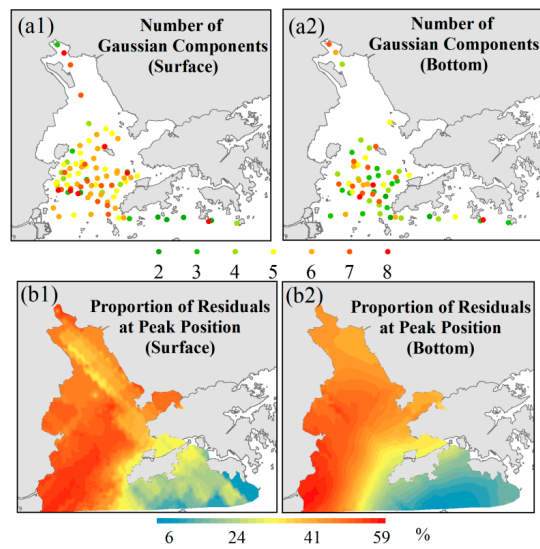 (a1)
Number of
Gaussian Components
(Surface)
(a2)
Number of
Gaussian Components
(Bottom)
2 3 4 5 6 7 8
(b1)
Proportion of Residuals
at Peak Position
(Surface)
(b2)
Proportion of Residuals
at Peak Position
(Bottom)
6 24 41 59 %